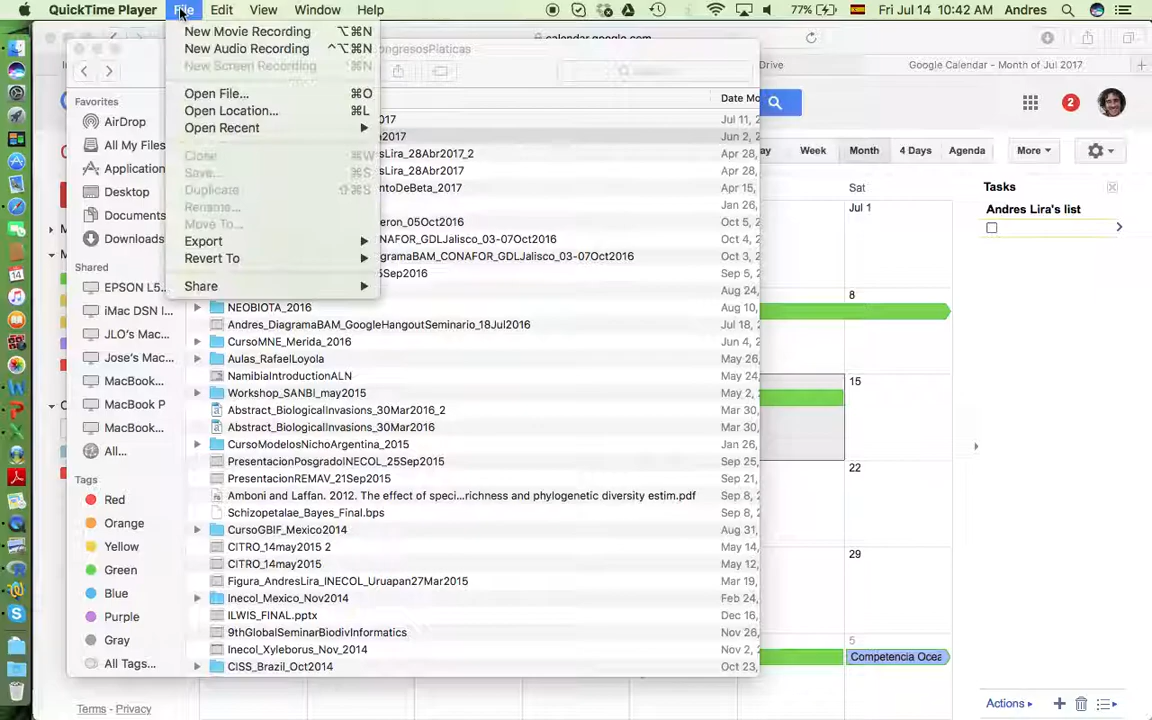 QuickTime Player File Edit View Window Help 77% Fri Jul 14 10:42 AM Andres
New Movie Recording ⌥⌘N
New Audio Recording ^⌥⌘N
New Screen Recording ⌘N
Open File... ⌘O
Open Location... ⌘L
Open Recent
Close ⌘W
Save... ⌘S
Duplicate ⇧⌘S
Rename...
Move To...
Export
Revert To
Share
calendar.google.com
Drive
Google Calendar - Month of Jul 2017
ongresosPlaticas
Favorites
AirDrop
All My Files
Application
Desktop
Documents
Downloads
Shared
EPSON L5...
iMac DSN I...
JLO's Mac...
Jose's Mac...
MacBook...
MacBook P
MacBook...
All...
Tags
Red
Orange
Yellow
Green
Blue
Purple
Gray
All Tags...
Date Mo
2017 Jun 2,
sLira_28Abr2017_2 Apr 28,
sLira_28Abr2017 Apr 28,
ntoDeBeta_2017 Apr 15,
Jan 26,
eron_05Oct2016 Oct 5,
CONAFOR_GDLJalisco_03-07Oct2016 Oct 4,
gramaBAM_CONAFOR_GDLJalisco_03-07Oct2016 Oct 3,
5Sep2016 Sep 5,
Aug 24,
NEOBIOTA_2016 Aug 10,
Andres_DiagramaBAM_GoogleHangoutSeminario_18Jul2016 Jul 18,
CursoMNE_Merida_2016 Jun 4,
Aulas_RafaelLoyola May 26,
NamibiaIntroductionALN May 24,
Workshop_SANBI_may2015 May 2,
Abstract_BiologicalInvasions_30Mar2016_2 Mar 30,
Abstract_BiologicalInvasions_30Mar2016 Mar 30,
CursoModelosNichoArgentina_2015 Jan 26,
PresentacionPosgradoINECOL_25Sep2015 Sep 25,
PresentacionREMAV_21Sep2015 Sep 21,
Amboni and Laffan. 2012. The effect of speci...richness and phylogenetic diversity estim.pdf Sep 8,
Schizopetalae_Bayes_Final.bps Sep 8,
CursoGBIF_Mexico2014 Aug 31,
CITRO_14may2015 2 May 14,
CITRO_14may2015 May 12,
Figura_AndresLira_INECOL_Uruapan27Mar2015 Mar 19,
Inecol_Mexico_Nov2014 Feb 24,
ILWIS_FINAL.pptx Dec 16,
9thGlobalSeminarBiodivInformatics Nov 26,
Inecol_Xyleborus_Nov_2014 Nov 2,
CISS_Brazil_Oct2014 Oct 23,
2
ay Week Month 4 Days Agenda More
Sat
Jul 1
8
15
22
29
5
Competencia Ocea
Tasks
Andres Lira's list
Actions
Terms - Privacy